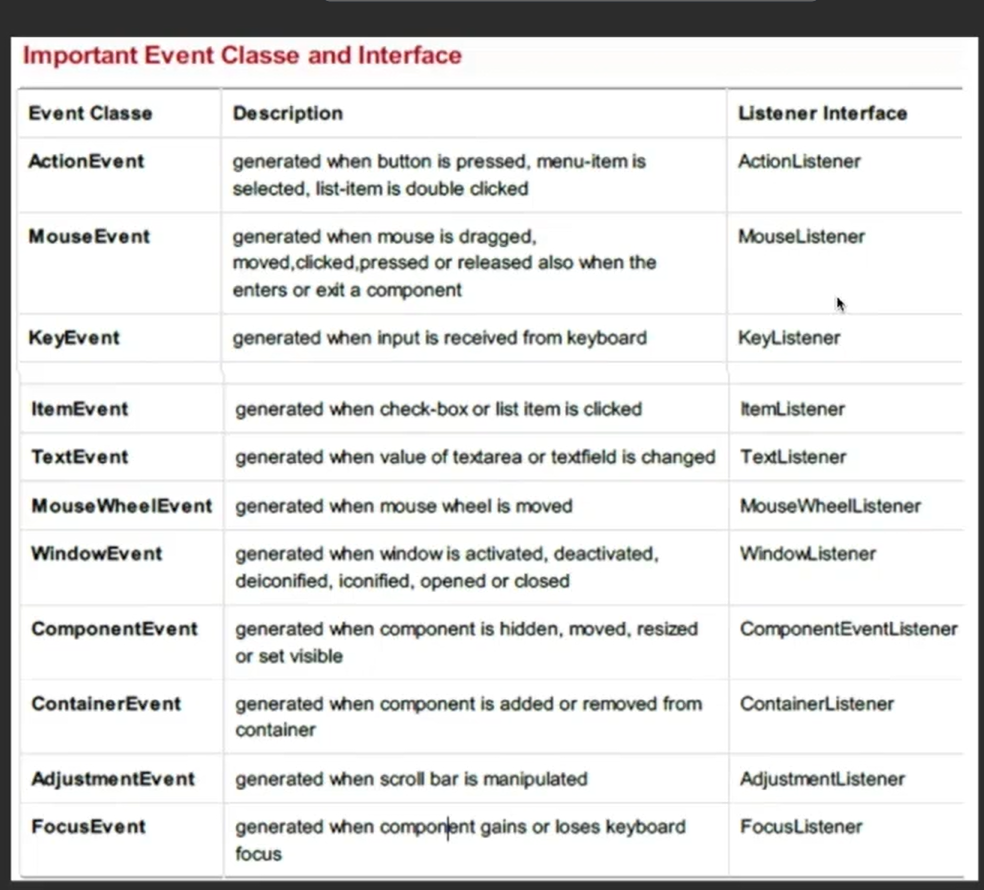 Important Event Classe and Interface
Event Classe Description Listener Interface
ActionEvent generated when button is pressed, menu-item is ActionListener
selected, list-item is double clicked
MouseEvent generated when mouse is dragged, MouseListener
moved,clicked,pressed or released also when the
enters or exit a component
KeyEvent generated when input is received from keyboard KeyListener
ItemEvent generated when check-box or list item is clicked ItemListener
TextEvent generated when value of textarea or textfield is changed TextListener
MouseWheelEvent generated when mouse wheel is moved MouseWheelListener
WindowEvent generated when window is activated, deactivated, WindowListener
deiconified, iconified, opened or closed
ComponentEvent generated when component is hidden, moved, resized ComponentEventListener
or set visible
ContainerEvent generated when component is added or removed from ContainerListener
container
AdjustmentEvent generated when scroll bar is manipulated AdjustmentListener
FocusEvent generated when component gains or loses keyboard FocusListener
focus